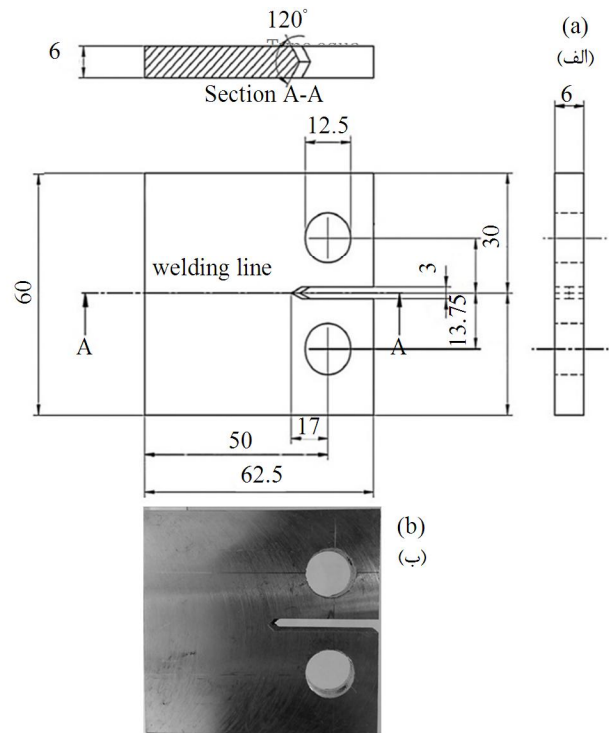 120°
(a)
(الف)
6
Section A-A
12.5
6
welding line
60
30
3
13.75
A
A
17
50
62.5
(b)
(ب)